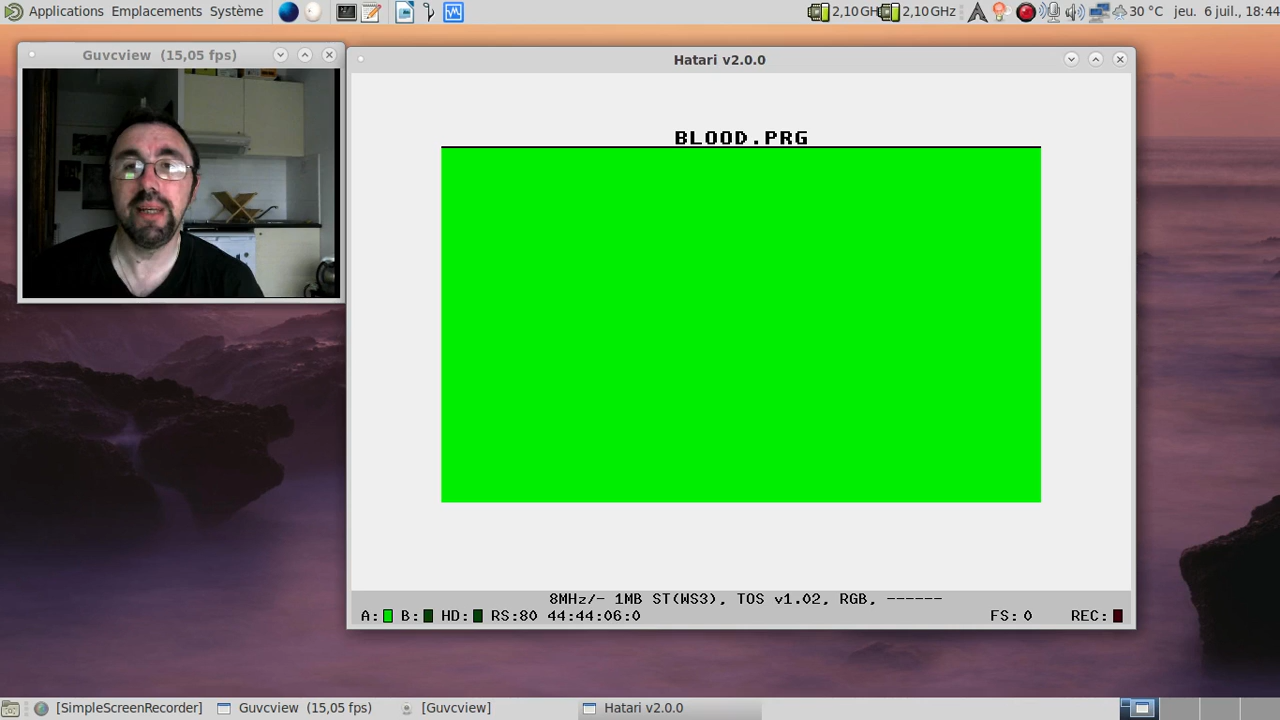 Applications Emplacements Système 2,10 GH 2,10 GHz 30 °C jeu. 6 juil., 18:44
Guvcview (15,05 fps)
Hatari v2.0.0
BLOOD.PRG
8MHz/- 1MB ST(WS3), TOS v1.02, RGB, ------
A: B: HD: RS:80 44:44:06:0 FS: 0 REC:
[SimpleScreenRecorder] Guvcview (15,05 fps) [Guvcview] Hatari v2.0.0